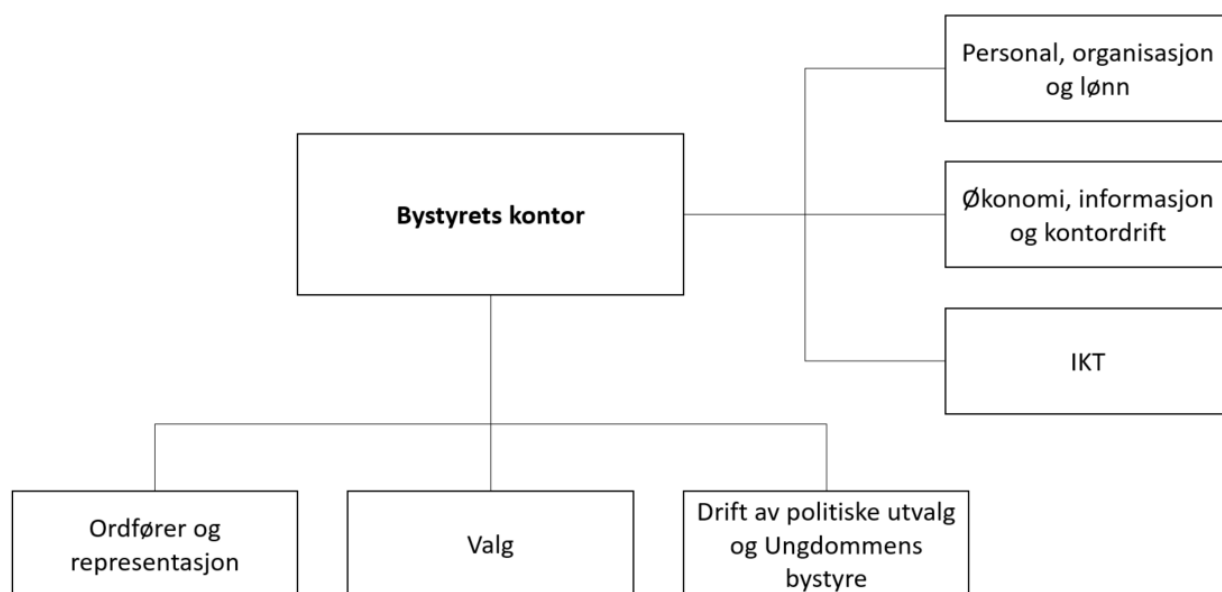 Personal, organisasjon
og lønn
Bystyrets kontor
Økonomi, informasjon
og kontordrift
IKT
Ordfører og
representasjon
Valg
Drift av politiske utvalg
og Ungdommens
bystyre